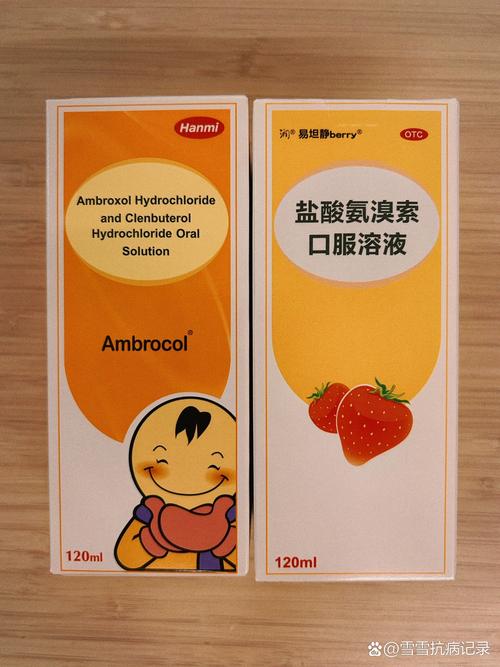 Hanmi
Ambroxol Hydrochloride
and Clenbuterol
Hydrochloride Oral
Solution
Ambrocol®
120ml
润® 易坦静berry® OTC
盐酸氨溴索
口服溶液
120ml
雪雪抗病记录